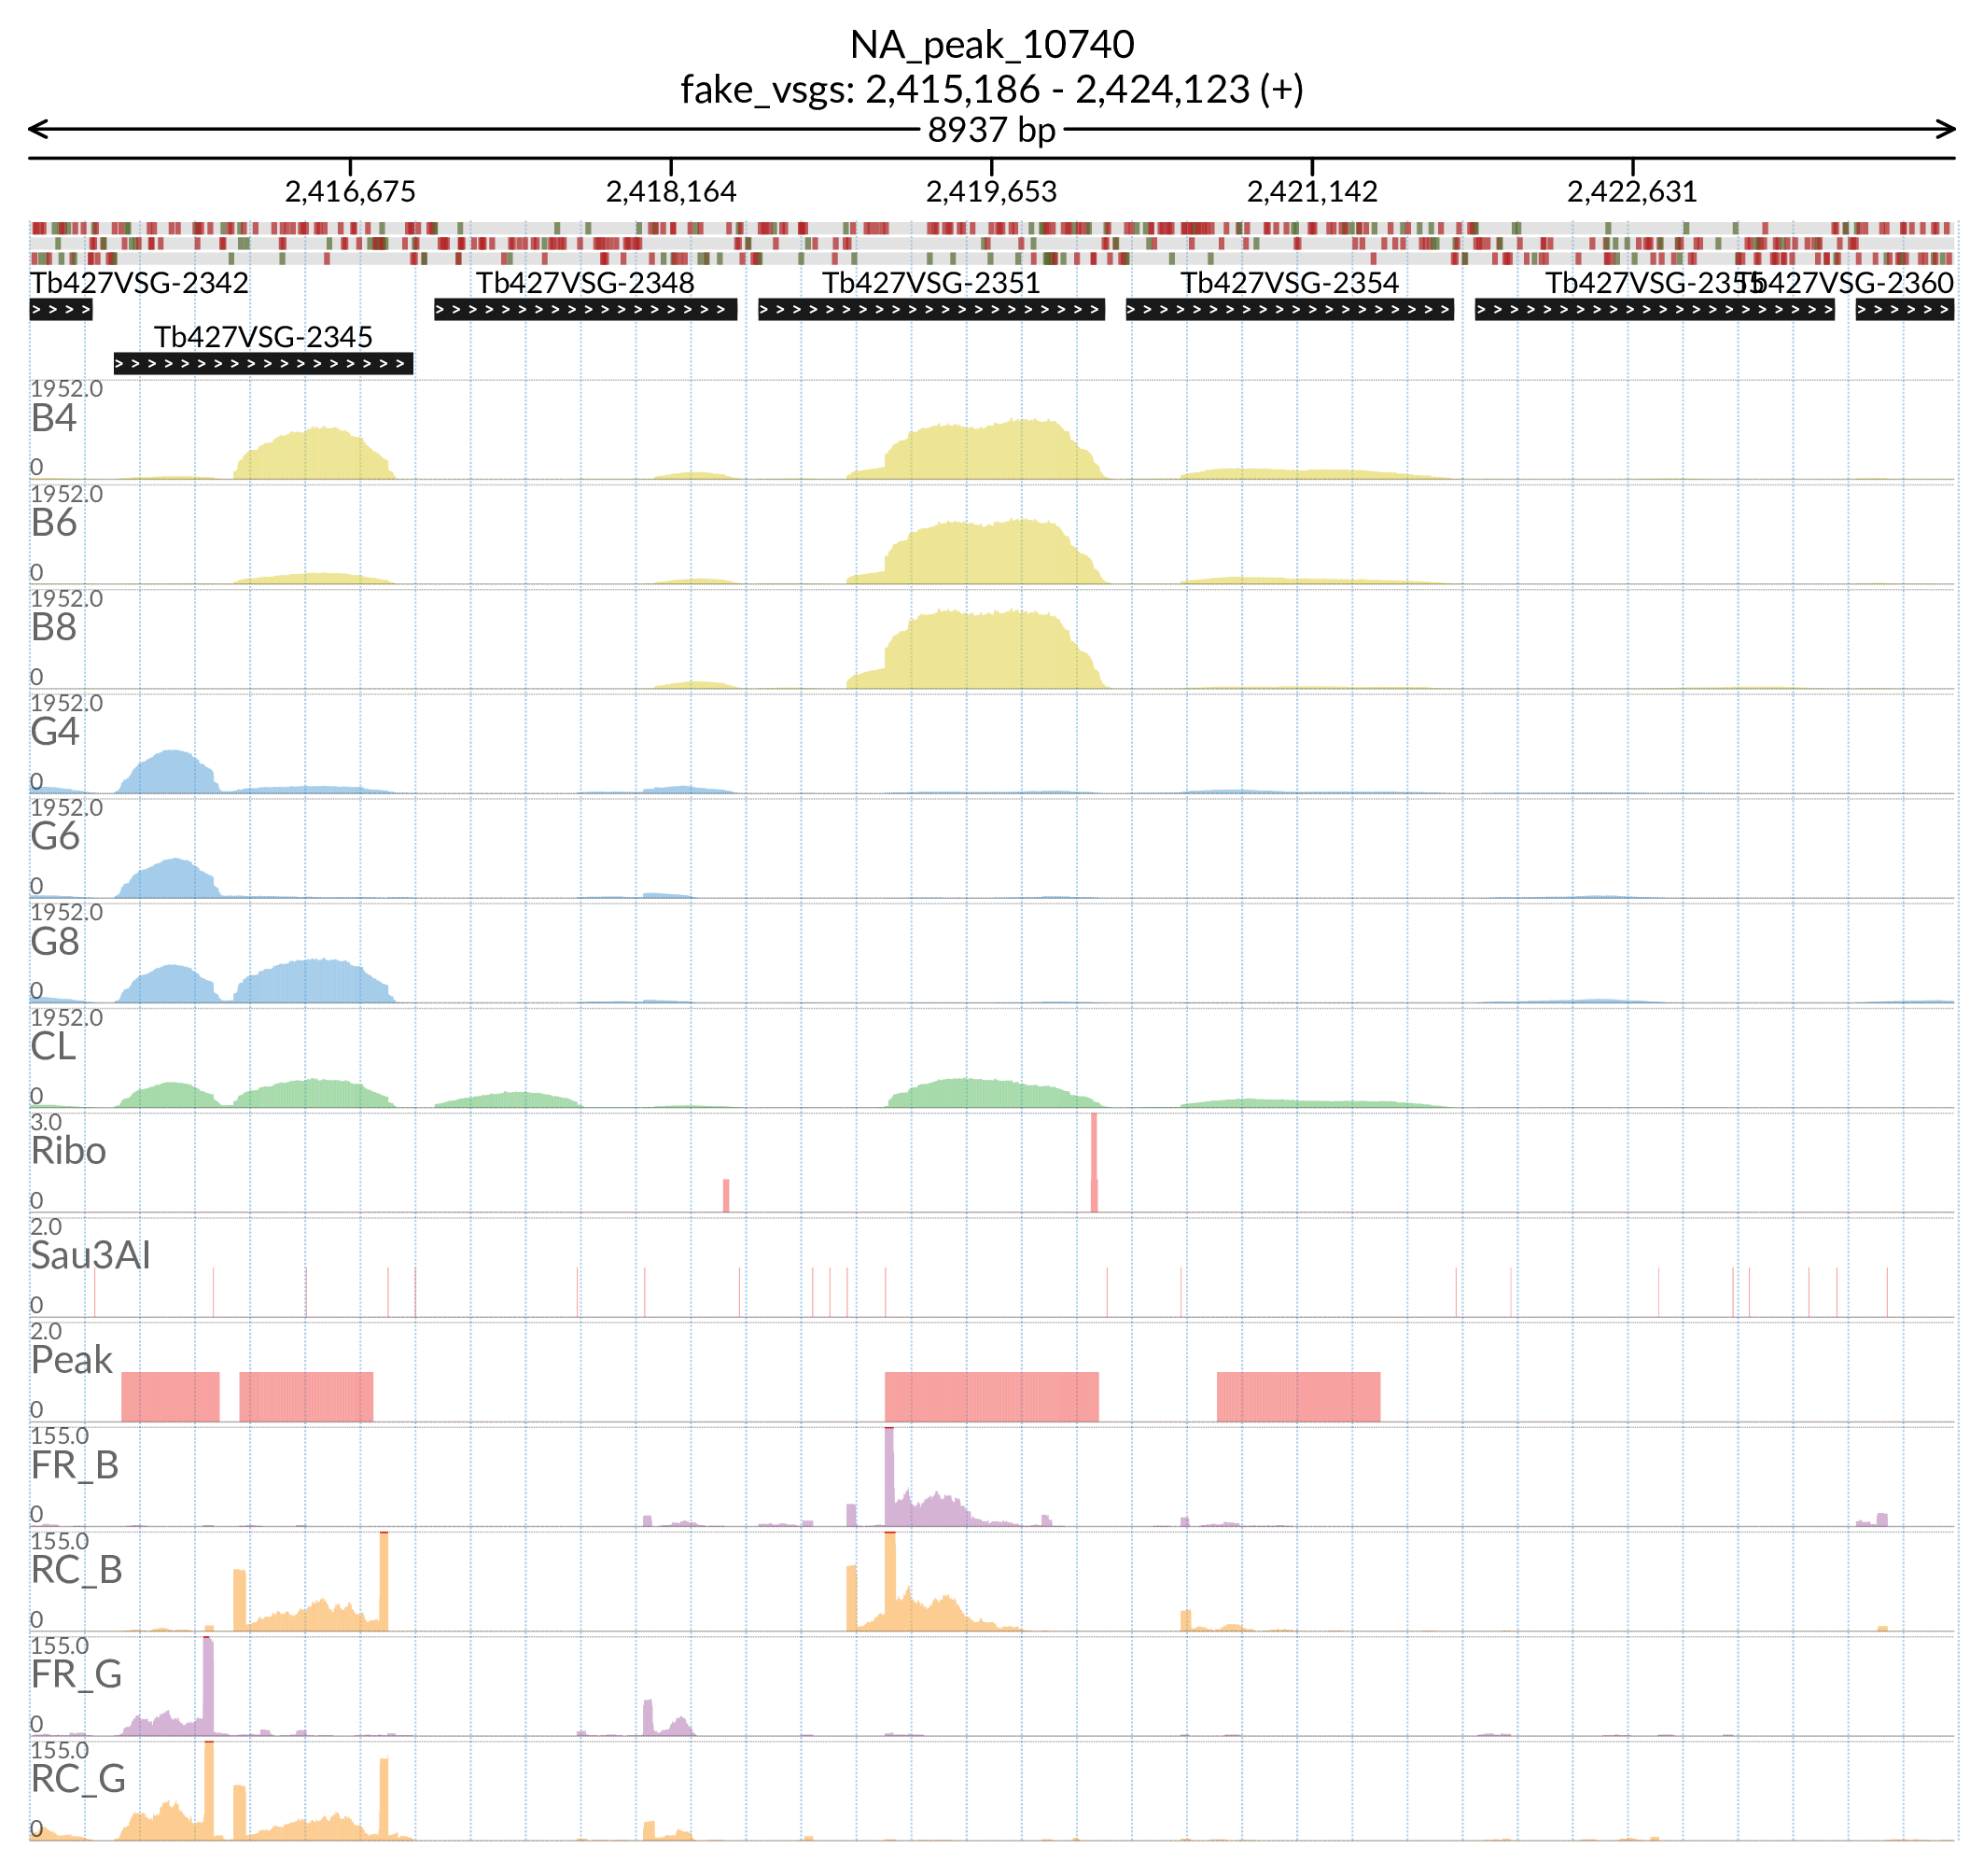 NA_peak_10740
fake_vsgs: 2,415,186 - 2,424,123 (+)
8937 bp
2,416,675 2,418,164 2,419,653 2,421,142 2,422,631
Tb427VSG-2342 Tb427VSG-2348 Tb427VSG-2351 Tb427VSG-2354 Tb427VSG-2355 Tb427VSG-2360
Tb427VSG-2345
1952.0
B4
0
1952.0
B6
0
1952.0
B8
0
1952.0
G4
0
1952.0
G6
0
1952.0
G8
0
1952.0
CL
0
3.0
Ribo
0
2.0
Sau3AI
0
2.0
Peak
0
155.0
FR_B
0
155.0
RC_B
0
155.0
FR_G
0
155.0
RC_G
0